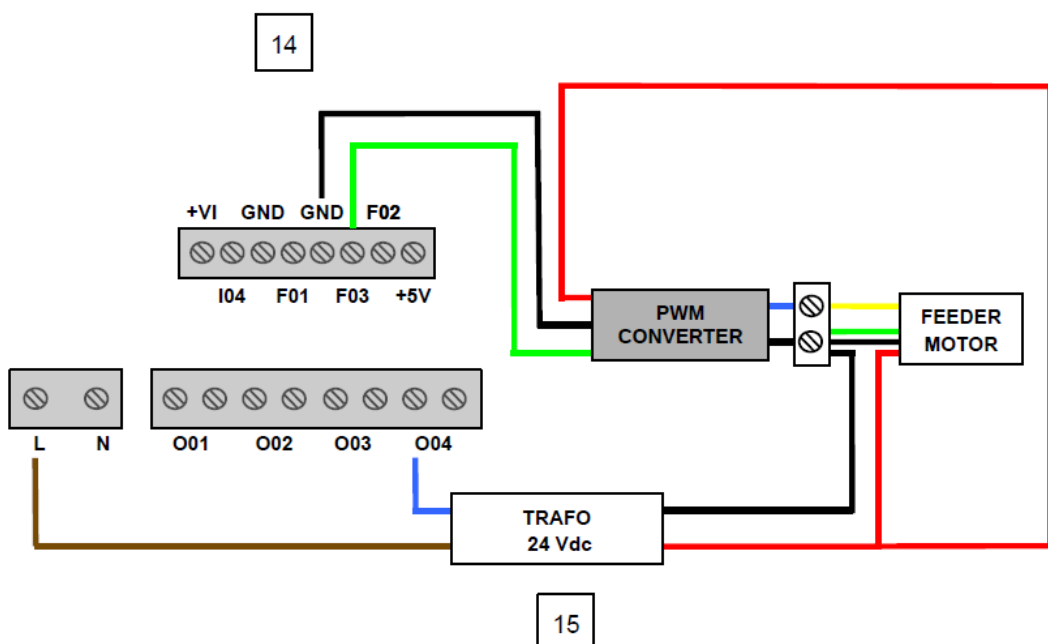 14
+VI GND GND F02
I04 F01 F03 +5V
PWM
CONVERTER
FEEDER
MOTOR
L N O01 O02 O03 O04
TRAFO
24 Vdc
15